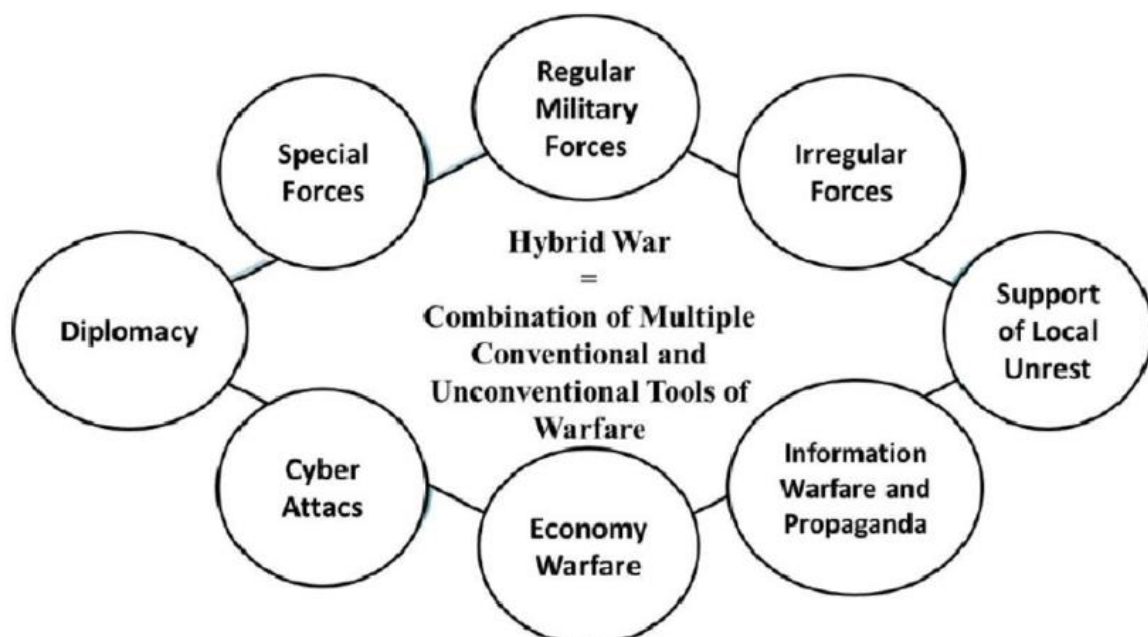 Regular
Military
Forces
Special
Forces
Irregular
Forces
Hybrid War
=
Combination of Multiple
Conventional and
Unconventional Tools of
Warfare
Diplomacy
Support
of Local
Unrest
Cyber
Attacs
Economy
Warfare
Information
Warfare and
Propaganda